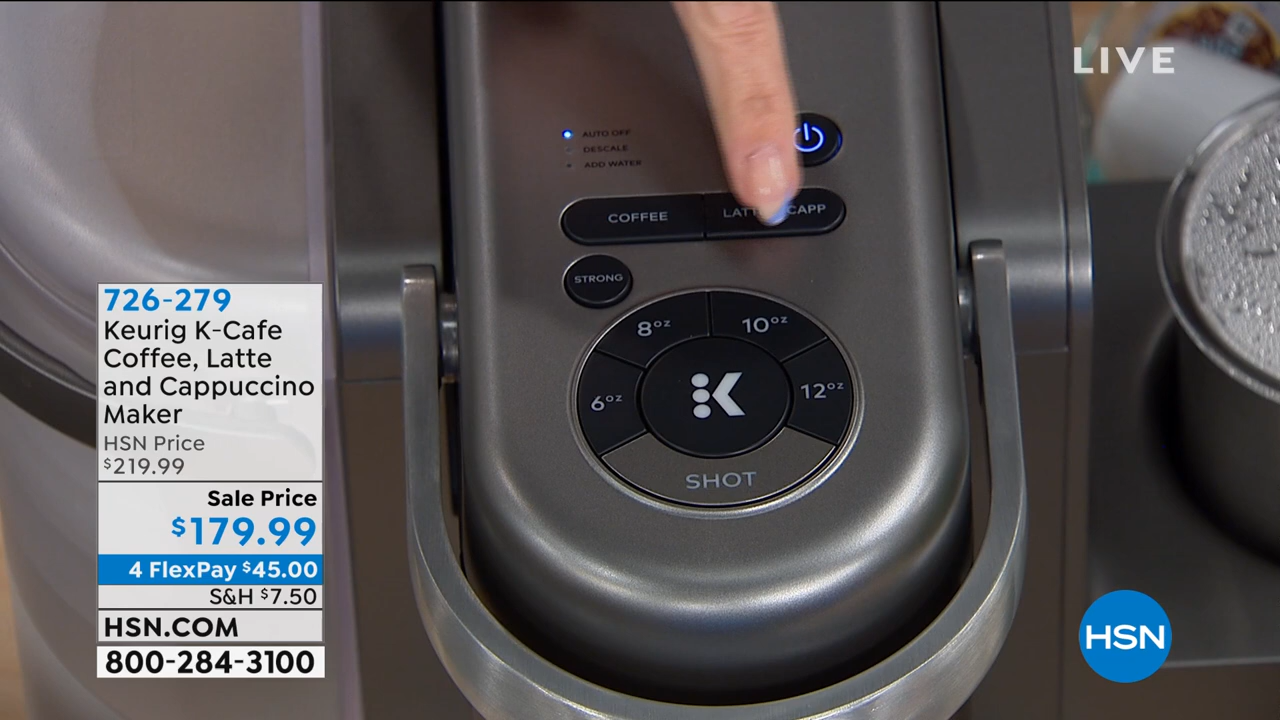 LIVE
AUTO OFF
DESCALE
ADD WATER
COFFEE
CAPP
STRONG
8oz
10oz
6oz
12oz
K
SHOT
726-279
Keurig K-Cafe
Coffee, Latte
and Cappuccino
Maker
HSN Price
$219.99
Sale Price
$179.99
4 FlexPay $45.00
S&H $7.50
HSN.COM
800-284-3100
HSN